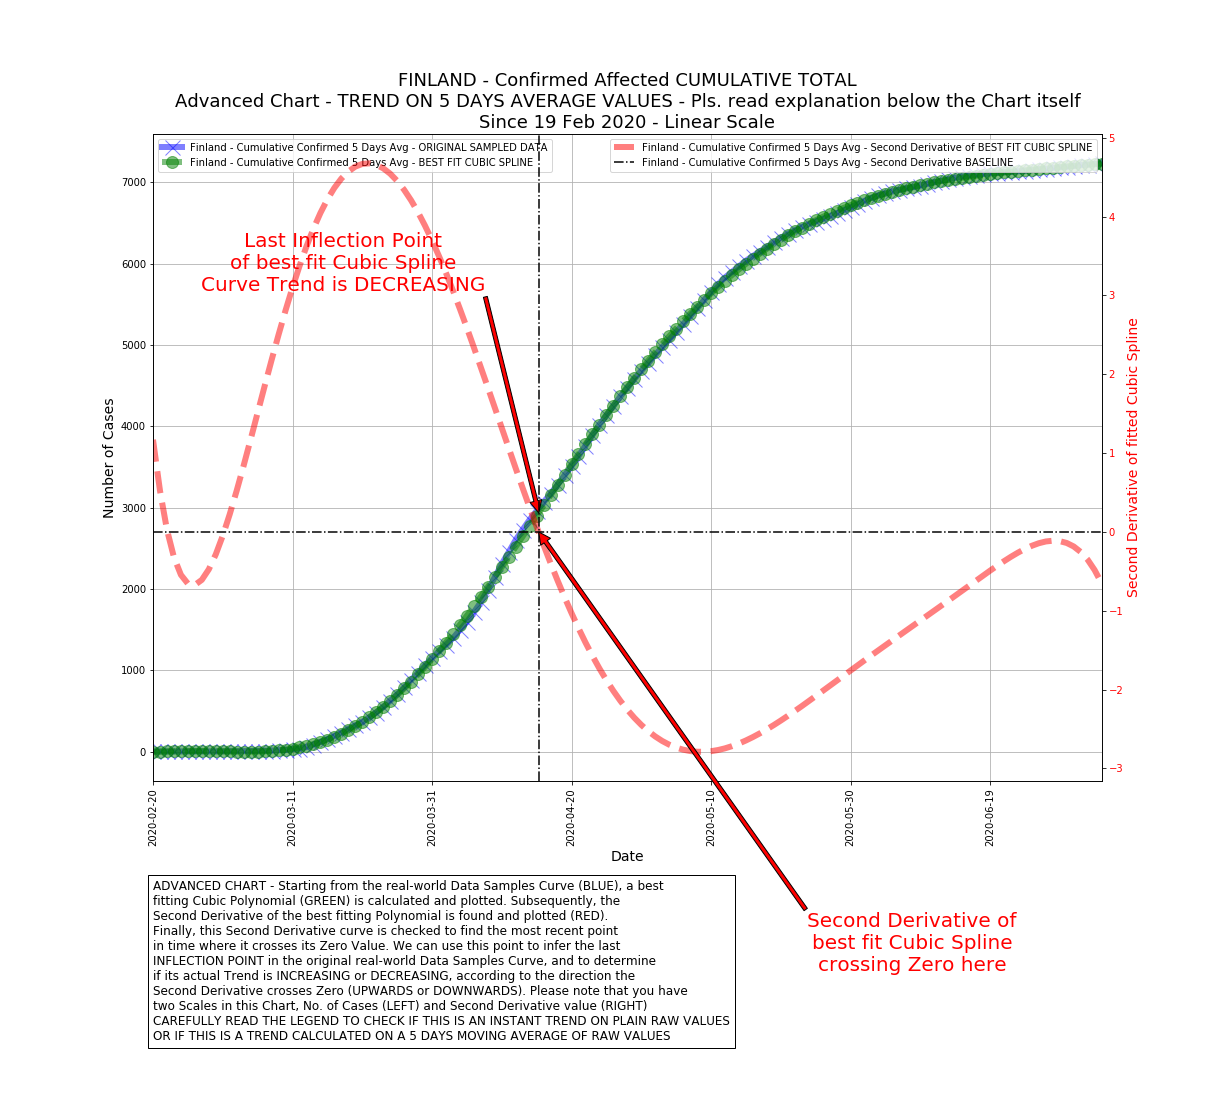 FINLAND - Confirmed Affected CUMULATIVE TOTAL
Advanced Chart - TREND ON 5 DAYS AVERAGE VALUES - Pls. read explanation below the Chart itself
Since 19 Feb 2020 - Linear Scale
Finland - Cumulative Confirmed 5 Days Avg - ORIGINAL SAMPLED DATA
Finland - Cumulative Confirmed 5 Days Avg - BEST FIT CUBIC SPLINE
Finland - Cumulative Confirmed 5 Days Avg - Second Derivative of BEST FIT CUBIC SPLINE
Finland - Cumulative Confirmed 5 Days Avg - Second Derivative BASELINE
Last Inflection Point
of best fit Cubic Spline
Curve Trend is DECREASING
Number of Cases
7000
6000
5000
4000
3000
2000
1000
0
5
4
3
2
1
0
−1
−2
−3
Second Derivative of fitted Cubic Spline
2020-02-20
2020-03-11
2020-03-31
2020-04-20
2020-05-10
2020-05-30
2020-06-19
Date
Second Derivative of
best fit Cubic Spline
crossing Zero here
ADVANCED CHART - Starting from the real-world Data Samples Curve (BLUE), a best
fitting Cubic Polynomial (GREEN) is calculated and plotted. Subsequently, the
Second Derivative of the best fitting Polynomial is found and plotted (RED).
Finally, this Second Derivative curve is checked to find the most recent point
in time where it crosses its Zero Value. We can use this point to infer the last
INFLECTION POINT in the original real-world Data Samples Curve, and to determine
if its actual Trend is INCREASING or DECREASING, according to the direction the
Second Derivative crosses Zero (UPWARDS or DOWNWARDS). Please note that you have
two Scales in this Chart, No. of Cases (LEFT) and Second Derivative value (RIGHT)
CAREFULLY READ THE LEGEND TO CHECK IF THIS IS AN INSTANT TREND ON PLAIN RAW VALUES
OR IF THIS IS A TREND CALCULATED ON A 5 DAYS MOVING AVERAGE OF RAW VALUES